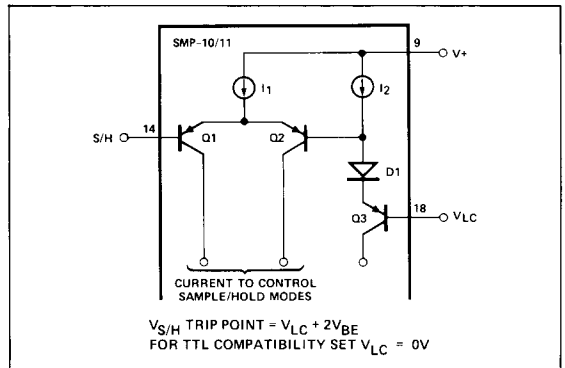 SMP-10/11
9
V+
I1
I2
S/H
14
Q1
Q2
D1
Q3
18
VLC
CURRENT TO CONTROL
SAMPLE/HOLD MODES
VS/H TRIP POINT = VLC + 2VBE
FOR TTL COMPATIBILITY SET VLC = 0V